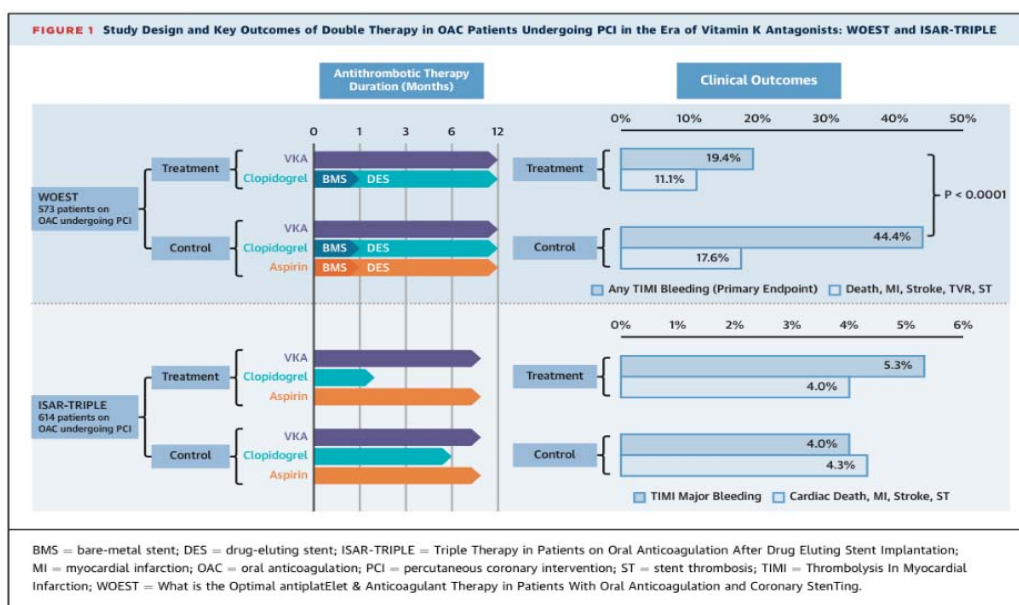 FIGURE 1 Study Design and Key Outcomes of Double Therapy in OAC Patients Undergoing PCI in the Era of Vitamin K Antagonists: WOEST and ISAR-TRIPLE
Antithrombotic Therapy
Duration (Months)
Clinical Outcomes
0 1 3 6 12
0% 10% 20% 30% 40% 50%
WOEST
573 patients on
OAC undergoing PCI
Treatment
VKA
Clopidogrel
BMS DES
Treatment
19.4%
11.1%
P < 0.0001
Control
VKA
Clopidogrel
BMS DES
Aspirin
BMS DES
Control
44.4%
17.6%
Any TIMI Bleeding (Primary Endpoint) Death, MI, Stroke, TVR, ST
0% 1% 2% 3% 4% 5% 6%
ISAR-TRIPLE
614 patients on
OAC undergoing PCI
Treatment
VKA
Clopidogrel
Aspirin
Treatment
5.3%
4.0%
Control
VKA
Clopidogrel
Aspirin
Control
4.0%
4.3%
TIMI Major Bleeding Cardiac Death, MI, Stroke, ST
BMS = bare-metal stent; DES = drug-eluting stent; ISAR-TRIPLE = Triple Therapy in Patients on Oral Anticoagulation After Drug Eluting Stent Implantation;
MI = myocardial infarction; OAC = oral anticoagulation; PCI = percutaneous coronary intervention; ST = stent thrombosis; TIMI = Thrombolysis In Myocardial
Infarction; WOEST = What is the Optimal antiplatElet & Anticoagulant Therapy in Patients With Oral Anticoagulation and Coronary StenTing.